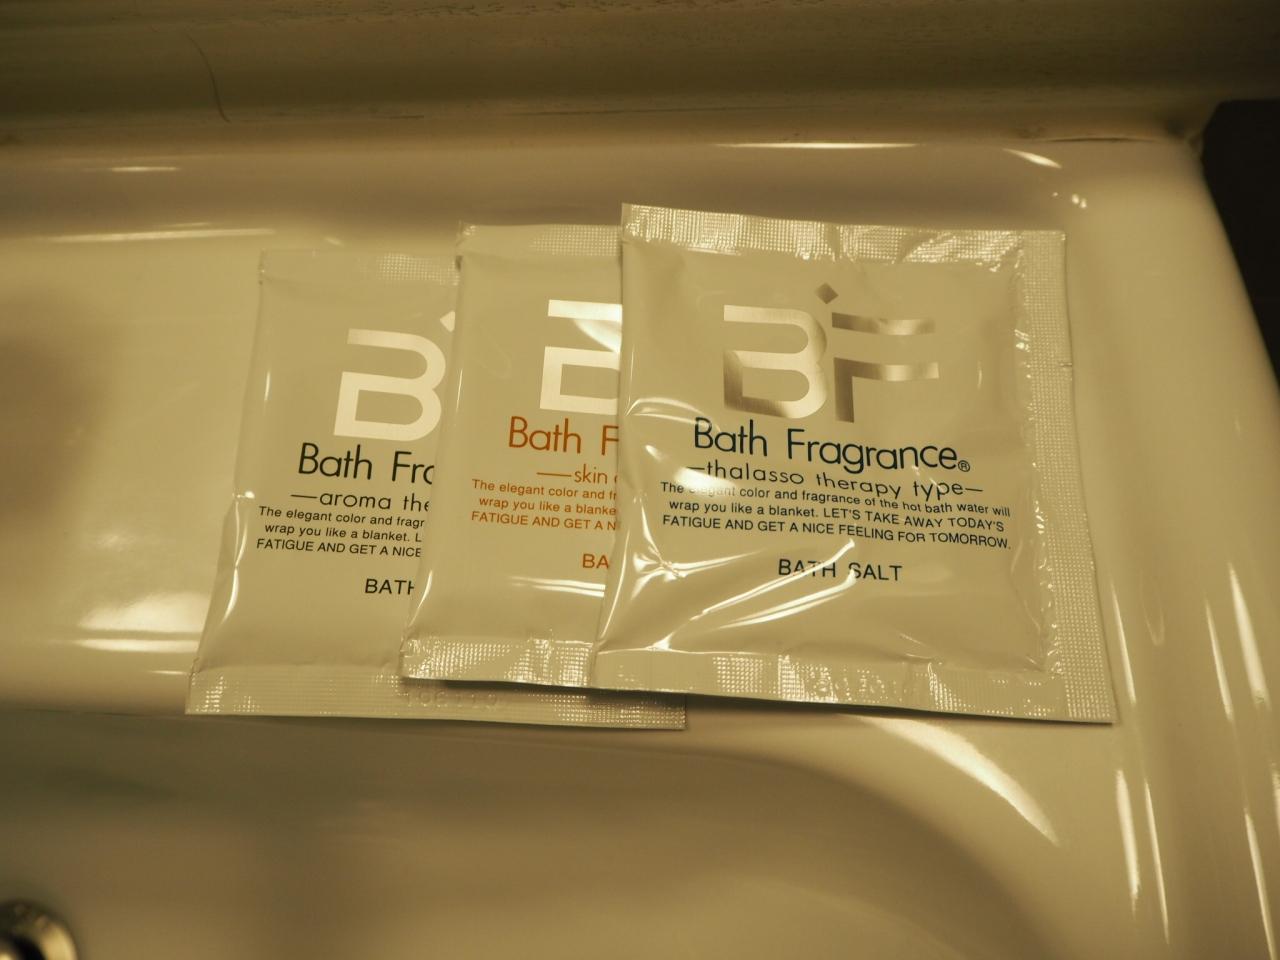 B
Bath Fra
—aroma the
The elegant color and fragr
wrap you like a blanket. L
FATIGUE AND GET A NICE
BATH
B
Bath F
—skin
The elegant color and fr
wrap you like a blanke
FATIGUE AND GET A N
BA
BF
Bath Fragrance®
—thalasso therapy type—
The elegant color and fragrance of the hot bath water will
wrap you like a blanket. LET'S TAKE AWAY TODAY'S
FATIGUE AND GET A NICE FEELING FOR TOMORROW.
BATH SALT